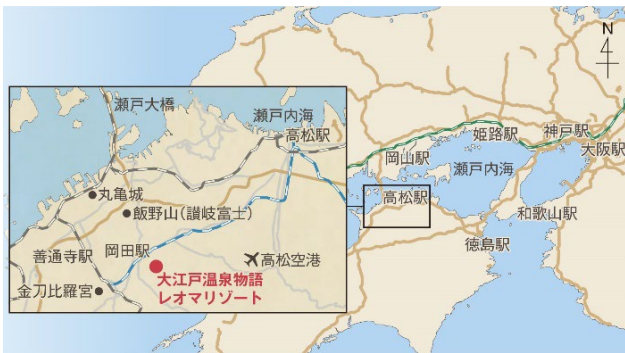 瀬戸大橋
瀬戸内海
高松駅
丸亀城
飯野山（讃岐富士）
善通寺駅
岡田駅
高松空港
大江戸温泉物語
レオマリゾート
金刀比羅宮
N
姫路駅
神戸駅
大阪駅
岡山駅
瀬戸内海
高松駅
和歌山駅
徳島駅